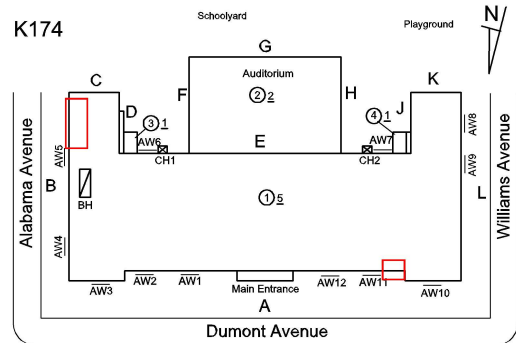 Schoolyard
K174
Playground
N
G
C
K
Auditorium
F
H
D
J
② 2
③ 1
④ 1
AW6
AW7
AW8
E
CH1
CH2
AW5
AW9
Alabama Avenue
B
BH
① 5
L
Williams Avenue
AW4
AW3
AW2
AW1
Main Entrance
AW12
AW11
AW10
A
Dumont Avenue